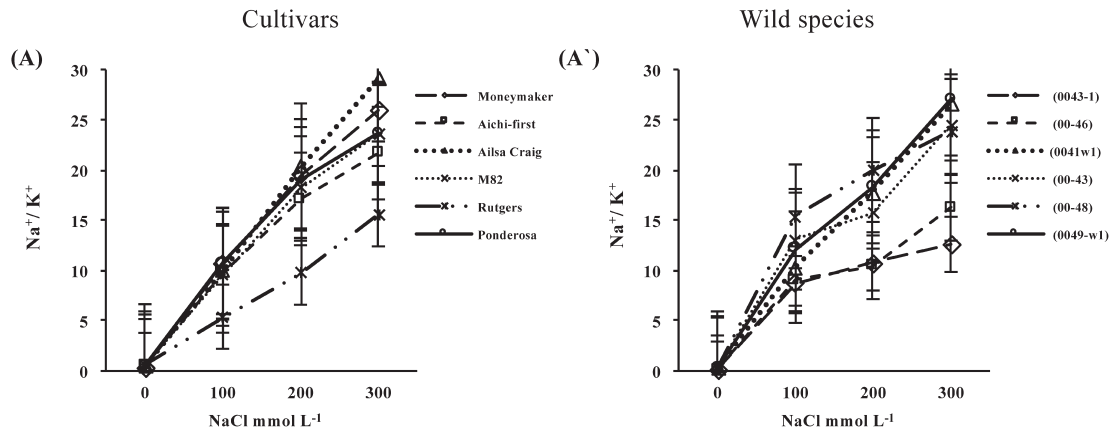 Cultivars
Wild species
(A)
(A`)
Na⁺/ K⁺
30
25
20
15
10
5
0
0 100 200 300
NaCl mmol L⁻¹
Moneymaker
Aichi-first
Ailsa Craig
M82
Rutgers
Ponderosa
Na⁺/ K⁺
30
25
20
15
10
5
0
0 100 200 300
NaCl mmol L⁻¹
(0043-1)
(00-46)
(0041w1)
(00-43)
(00-48)
(0049-w1)